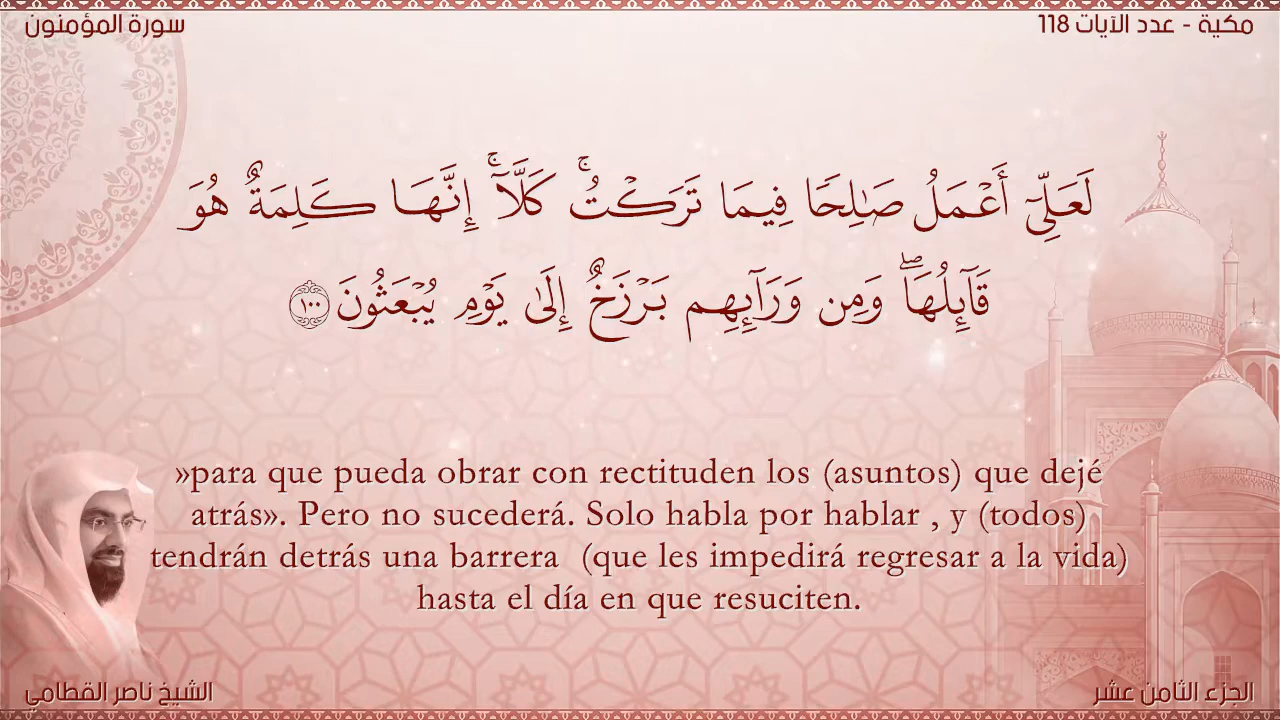 سورة المؤمنون
مكية - عدد الآيات 118
لَعَلِّىٓ أَعْمَلُ صَـٰلِحًا فِيمَا تَرَكْتُ ۚ كَلَّآ ۚ إِنَّهَا كَلِمَةٌ هُوَ
قَآئِلُهَا ۖ وَمِن وَرَآئِهِم بَرْزَخٌ إِلَىٰ يَوْمِ يُبْعَثُونَ ١٠٠
»para que pueda obrar con rectituden los (asuntos) que dejé
atrás». Pero no sucederá. Solo habla por hablar , y (todos)
tendrán detrás una barrera  (que les impedirá regresar a la vida)
hasta el día en que resuciten.
الشيخ ناصر القطامي
الجزء الثامن عشر